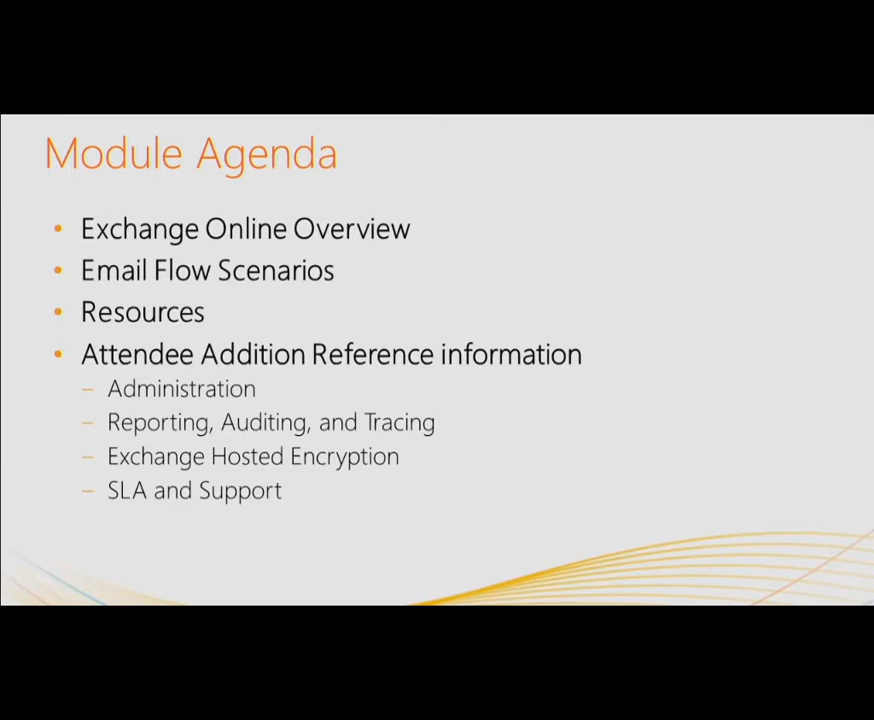 Module Agenda
• Exchange Online Overview
• Email Flow Scenarios
• Resources
• Attendee Addition Reference information
– Administration
– Reporting, Auditing, and Tracing
– Exchange Hosted Encryption
– SLA and Support